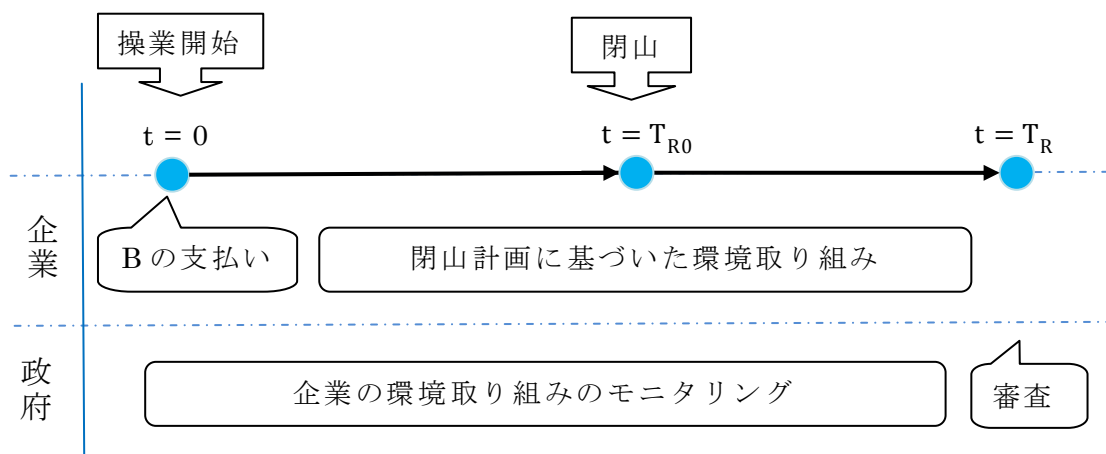 操業開始
閉山
t = 0
t = T_R0
t = T_R
企業
Bの支払い
閉山計画に基づいた環境取り組み
政府
企業の環境取り組みのモニタリング
審査